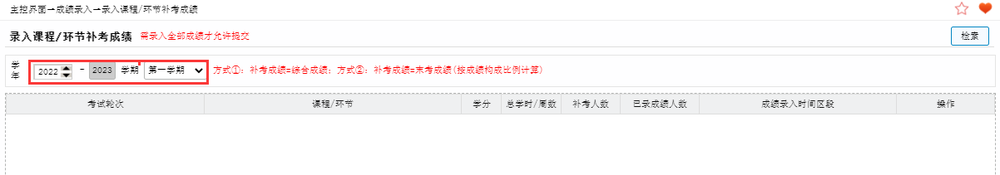 主控界面→成绩录入→录入课程/环节补考成绩
录入课程/环节补考成绩 需录入全部成绩才允许提交 检索
学年 2022 - 2023 学期 第一学期 方式①: 补考成绩=综合成绩; 方式②: 补考成绩=末考成绩(按成绩构成比例计算)
考试轮次 课程/环节 学分 总学时/周数 补考人数 已录成绩人数 成绩录入时间区段 操作